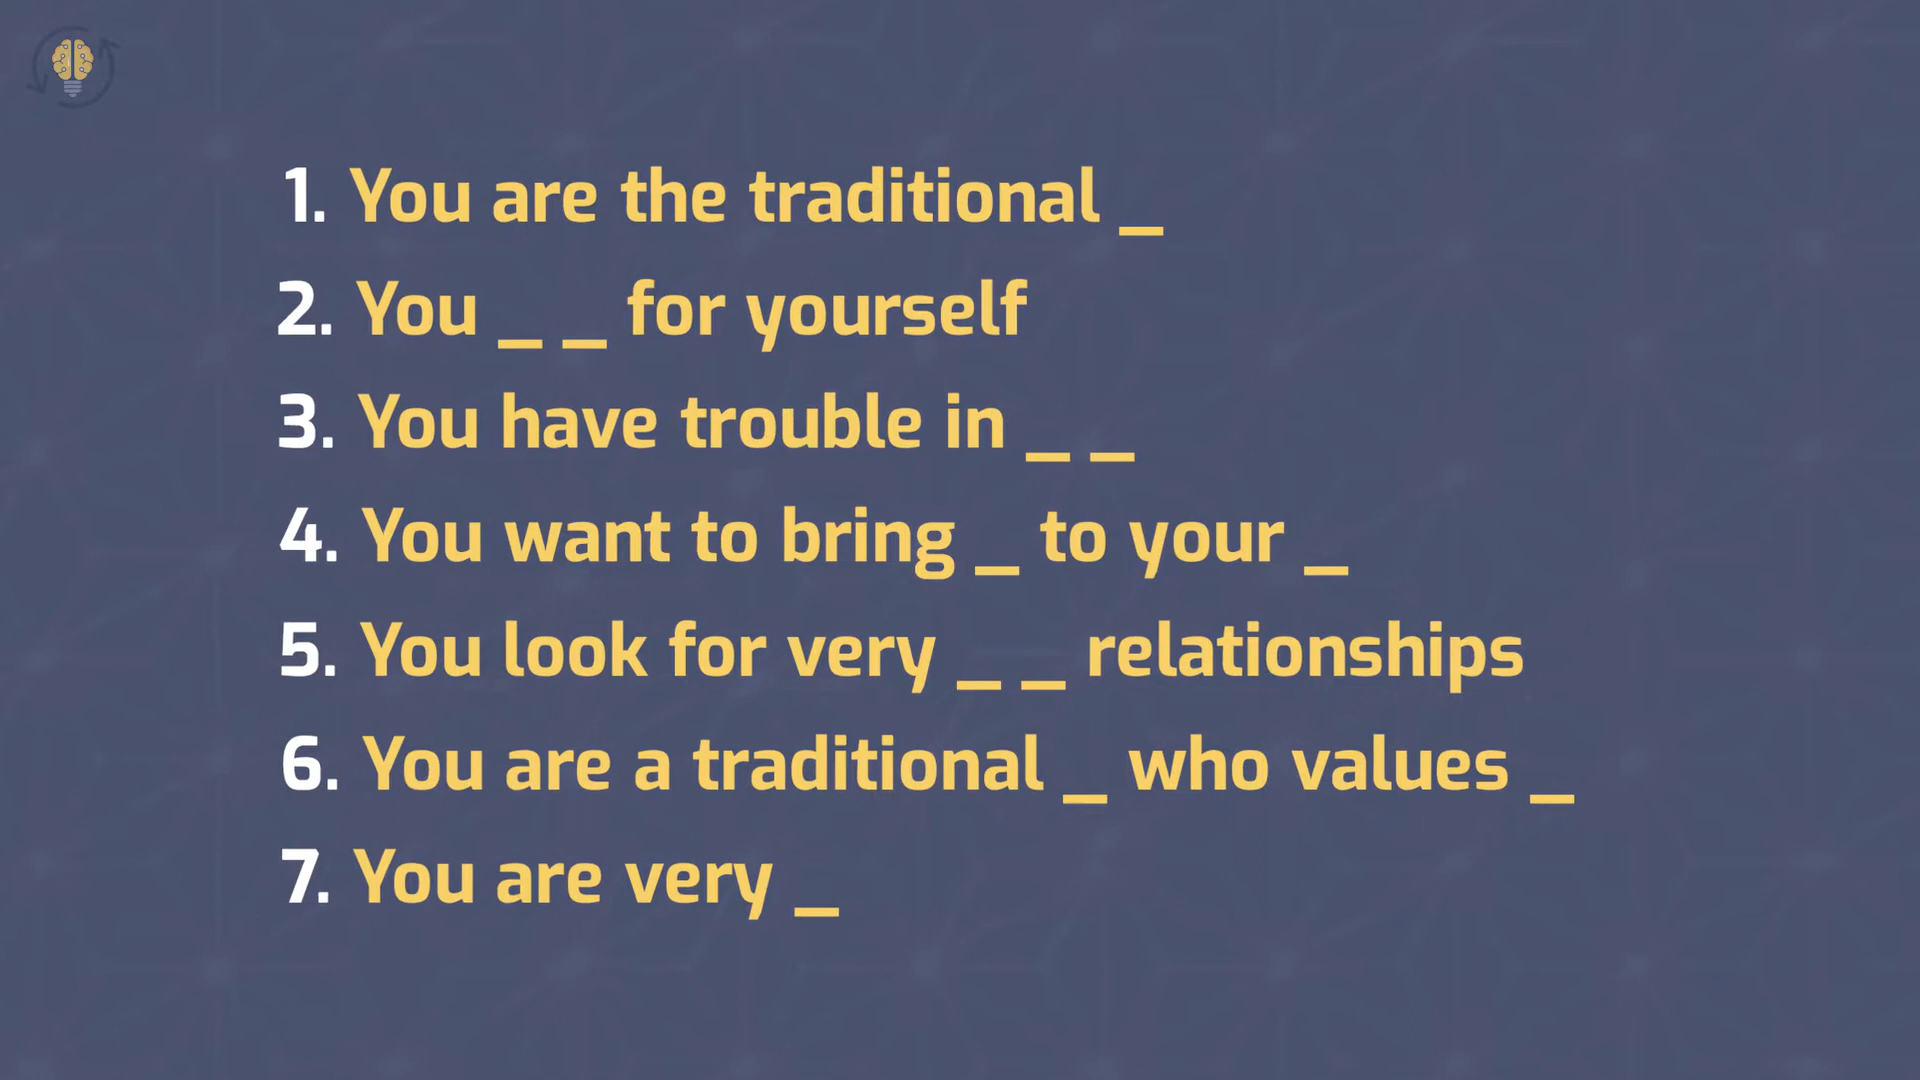 1. You are the traditional _
2. You _ _ for yourself
3. You have trouble in _ _
4. You want to bring _ to your _
5. You look for very _ _ relationships
6. You are a traditional _ who values _
7. You are very _